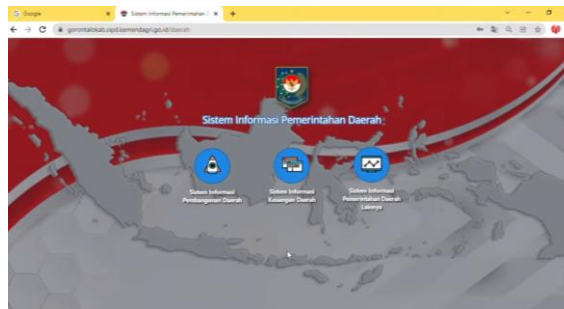 Google
Sistem Informasi Pemerintahan D
gorontalokab.sipd.kemendagri.go.id/daerah
Sistem Informasi Pemerintahan Daerah
Sistem Informasi
Pembangunan Daerah
Sistem Informasi
Keuangan Daerah
Sistem Informasi
Pemerintahan Daerah
Lainnya